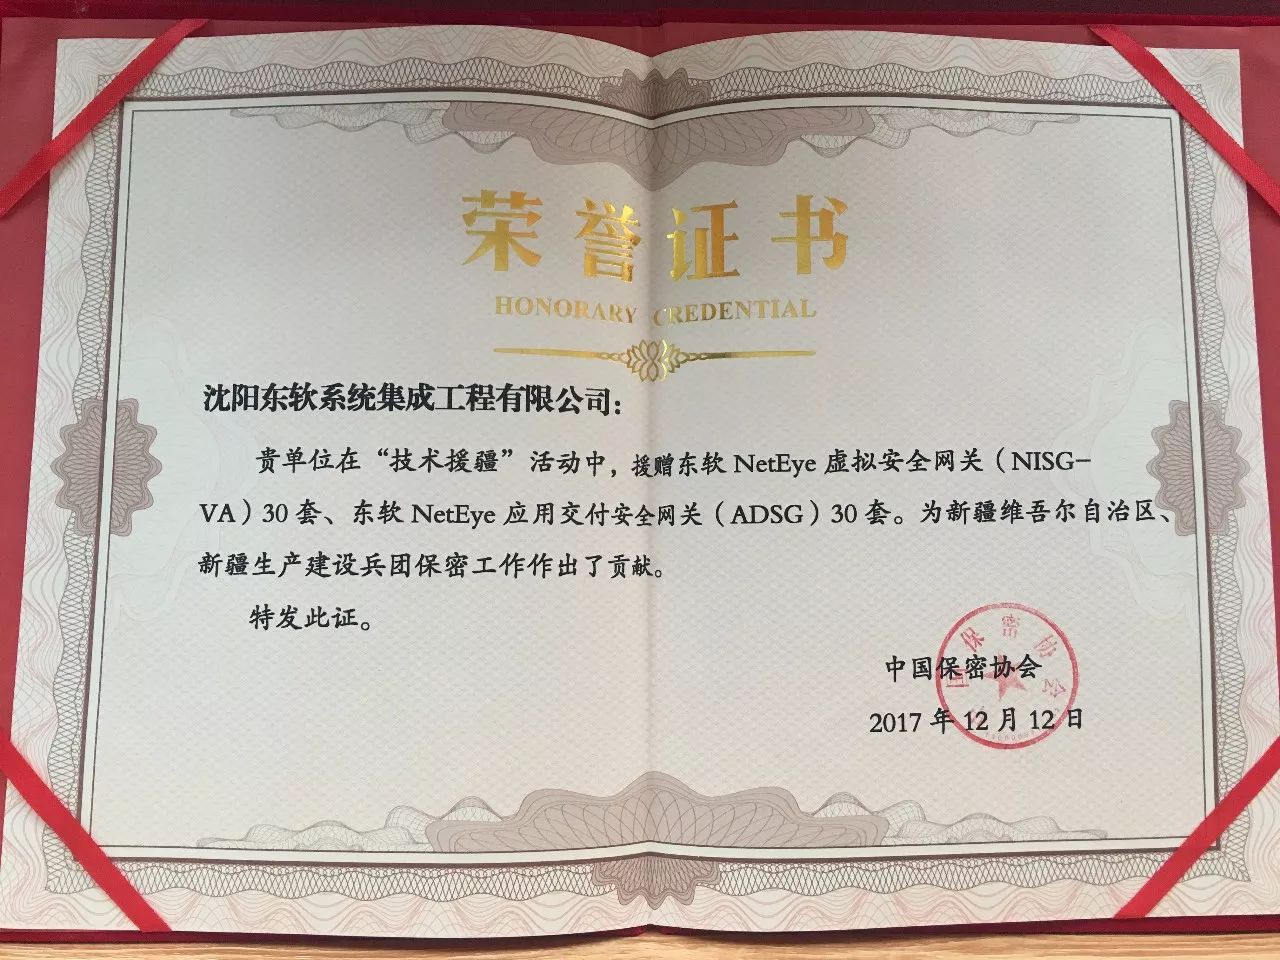 荣誉证书
HONORARY CREDENTIAL
沈阳东软系统集成工程有限公司：
贵单位在“技术援疆”活动中，援赠东软 NetEye 虚拟安全网关（NISG-
VA）30 套、东软 NetEye 应用交付安全网关（ADSG）30 套。为新疆维吾尔自治区、
新疆生产建设兵团保密工作作出了贡献。
特发此证。
中国保密协会
2017 年 12 月 12 日
国保密协会